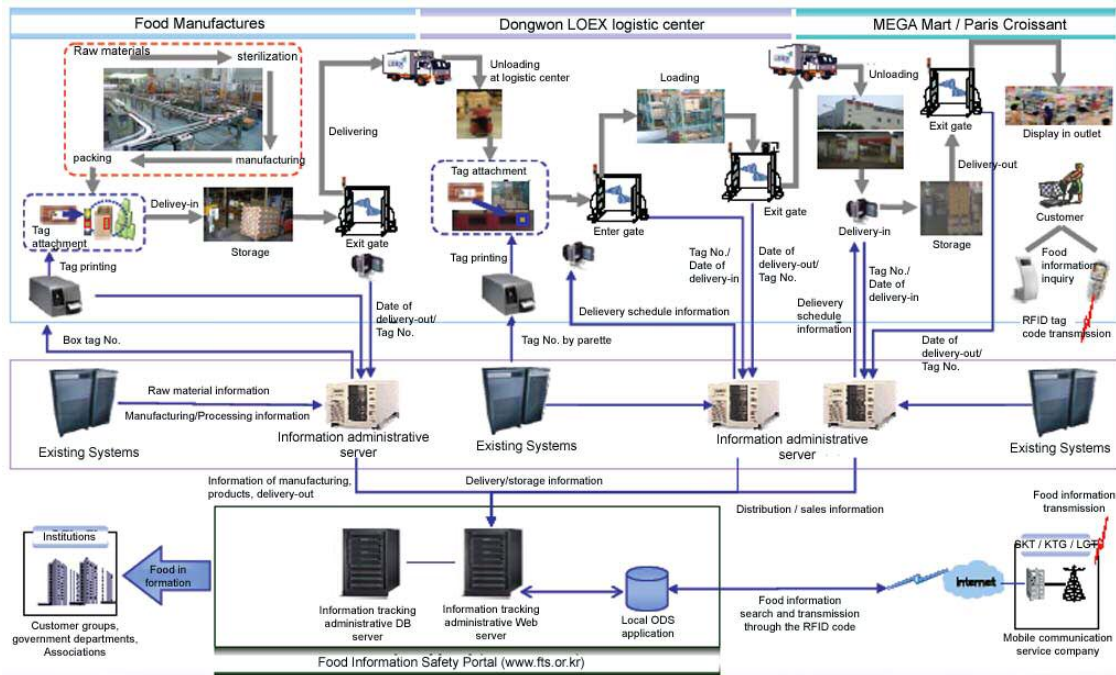 Food Manufactures
Dongwon LOEX logistic center
MEGA Mart / Paris Croissant
Raw materials
sterilization
packing
manufacturing
Tag
attachment
Delivey-in
Storage
Delivering
Exit gate
Tag printing
Box tag No.
Date of
delivery-out/
Tag No.
Unloading
at logistic center
Tag attachment
Tag printing
Tag No. by parette
Loading
Enter gate
Exit gate
Delievery schedule information
Tag No./
Date of
delivery-in
Date of
delivery-out/
Tag No.
Unloading
Delivery-in
Storage
Delivery-out
Exit gate
Display in outlet
Customer
Food
information
inquiry
RFID tag
code transmission
Delievery
schedule
information
Tag No./
Date of
delivery-in
Date of
delivery-out/
Tag No.
Raw material information
Manufacturing/Processing information
Existing Systems
Information administrative
server
Existing Systems
Information administrative
server
Existing Systems
Information of manufacturing,
products, delivery-out
Delivery/storage information
Distribution / sales information
Food information
transmission
Institutions
Food in
formation
Customer groups,
government departments,
Associations
Information tracking
administrative DB
server
Information tracking
administrative Web
server
Local ODS
application
Food information
search and transmission
through the RFID code
Internet
SKT / KTG / LGT
Mobile communication
service company
Food Information Safety Portal (www.fts.or.kr)